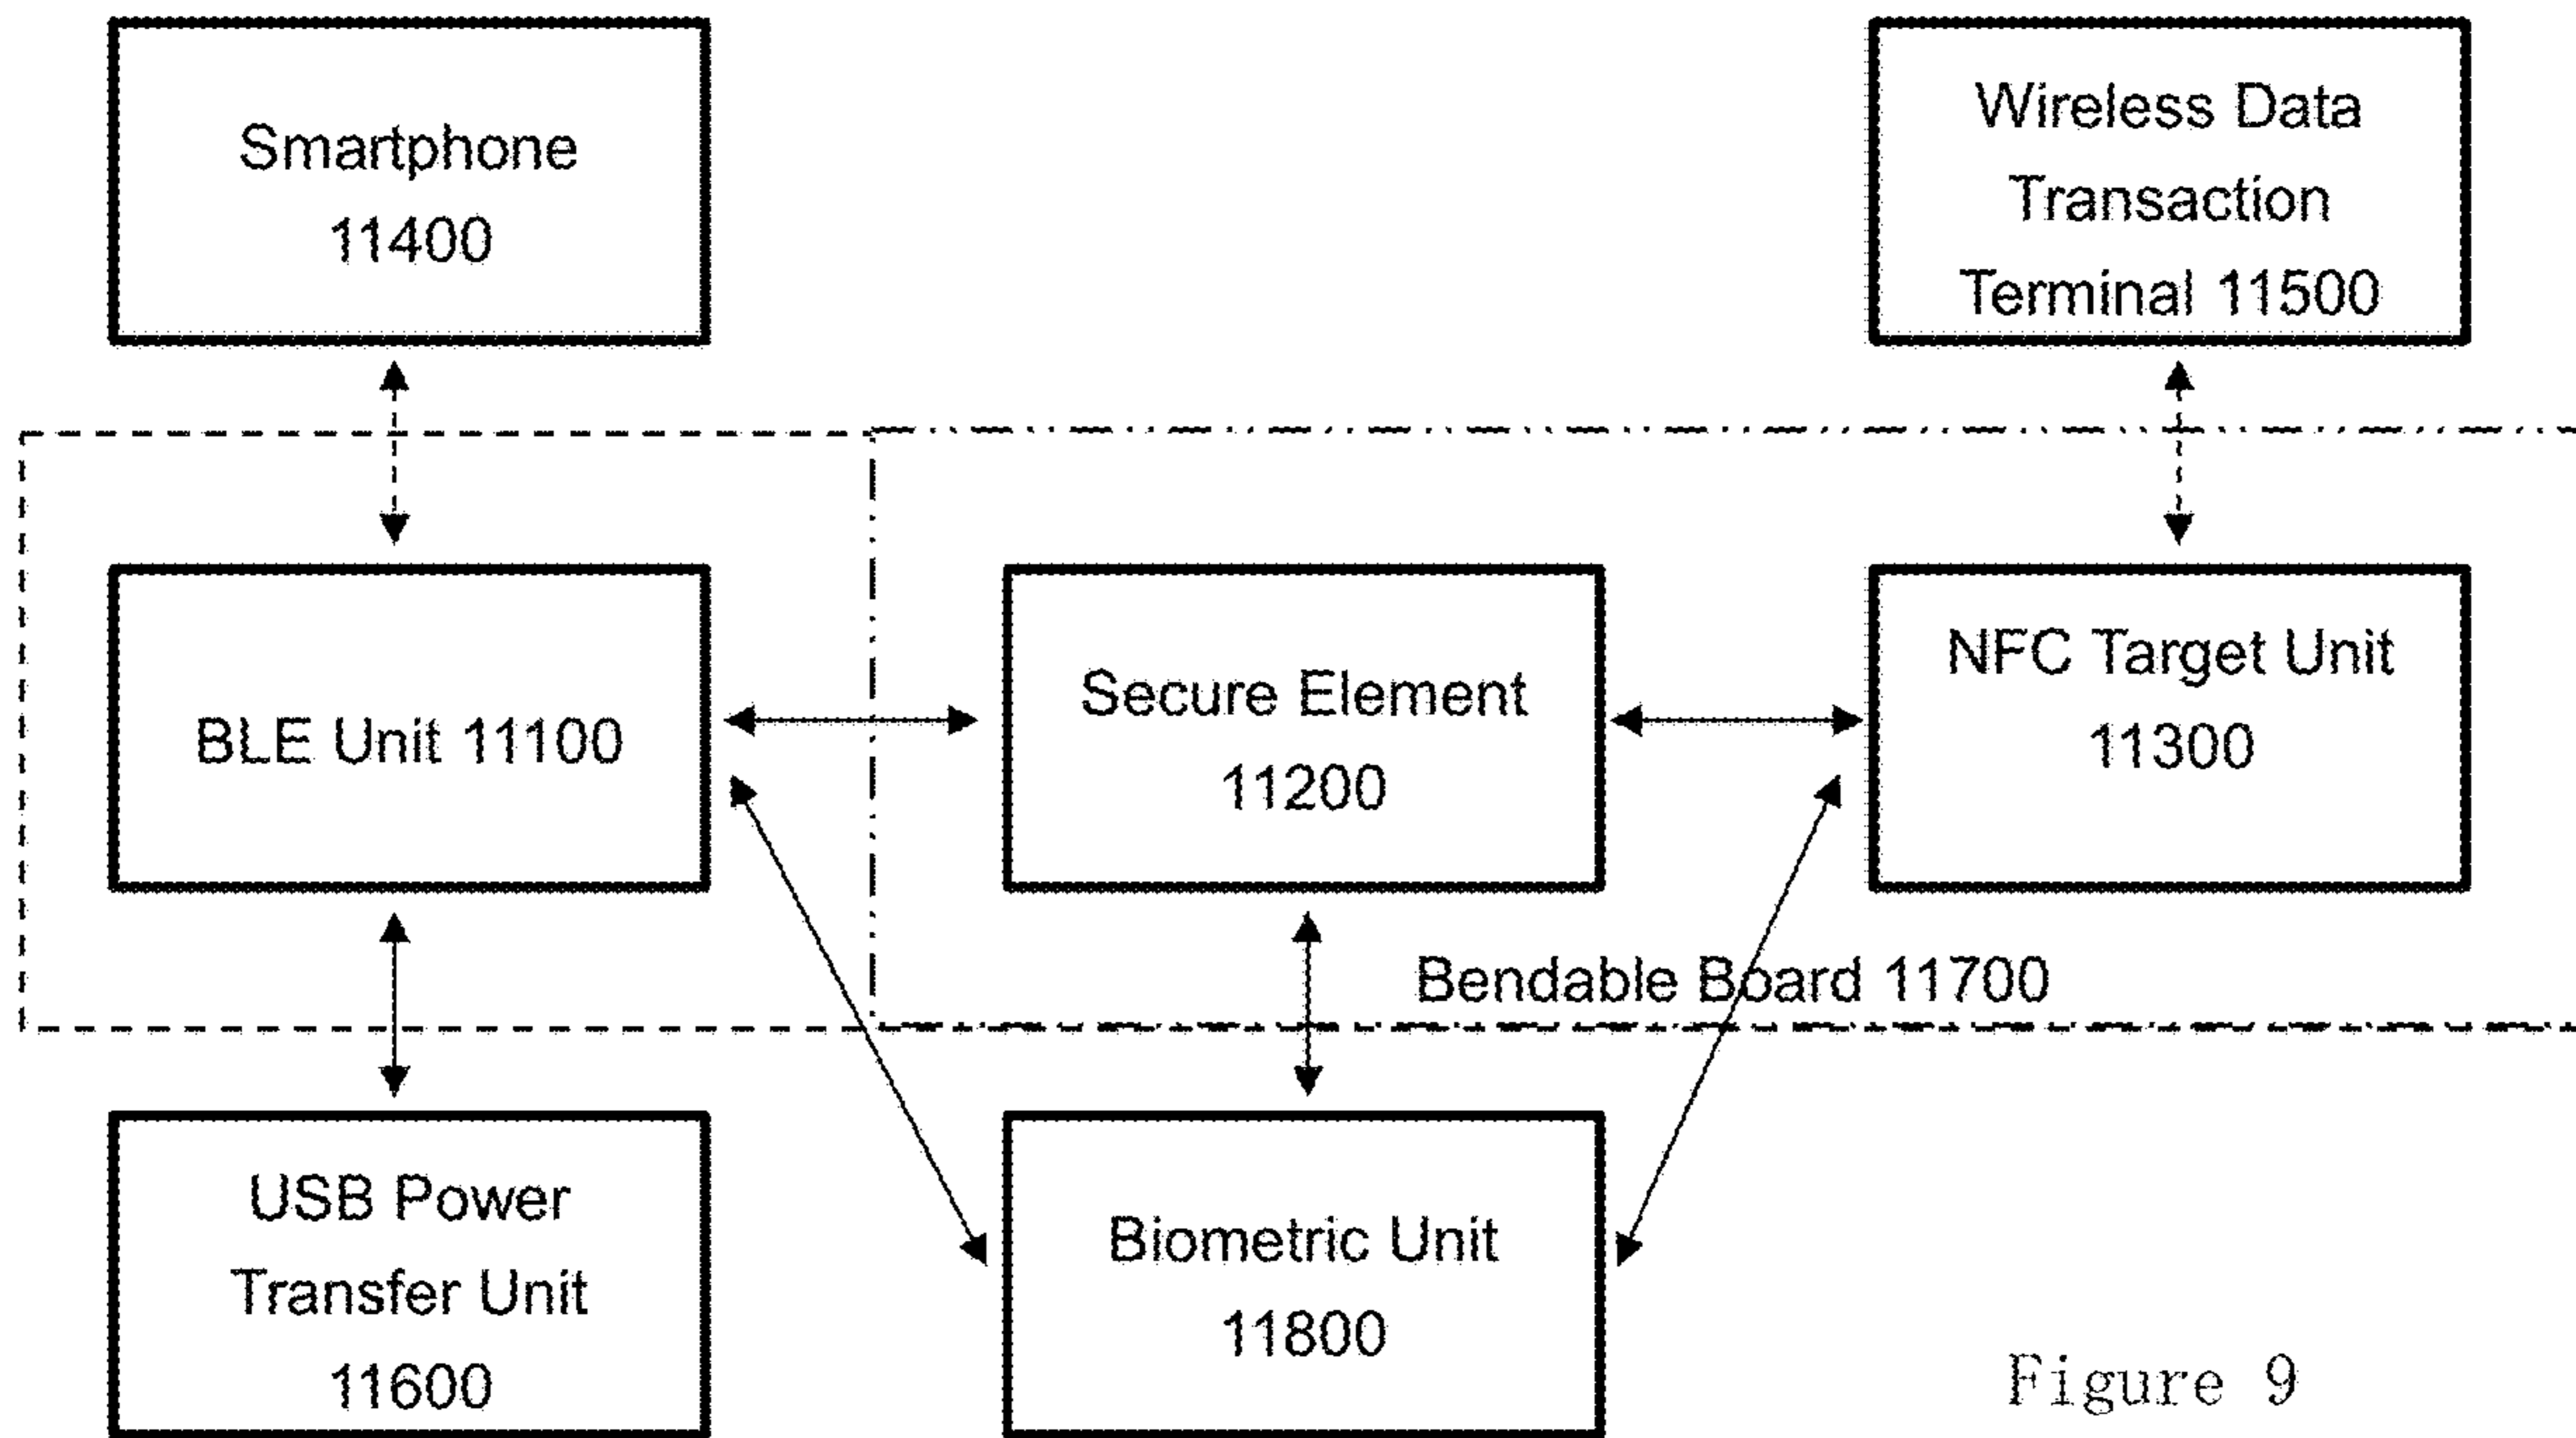 Smartphone
11400
Wireless Data
Transaction
Terminal 11500
BLE Unit 11100
Secure Element
11200
NFC Target Unit
11300
Bendable Board 11700
USB Power
Transfer Unit
11600
Biometric Unit
11800
Figure 9